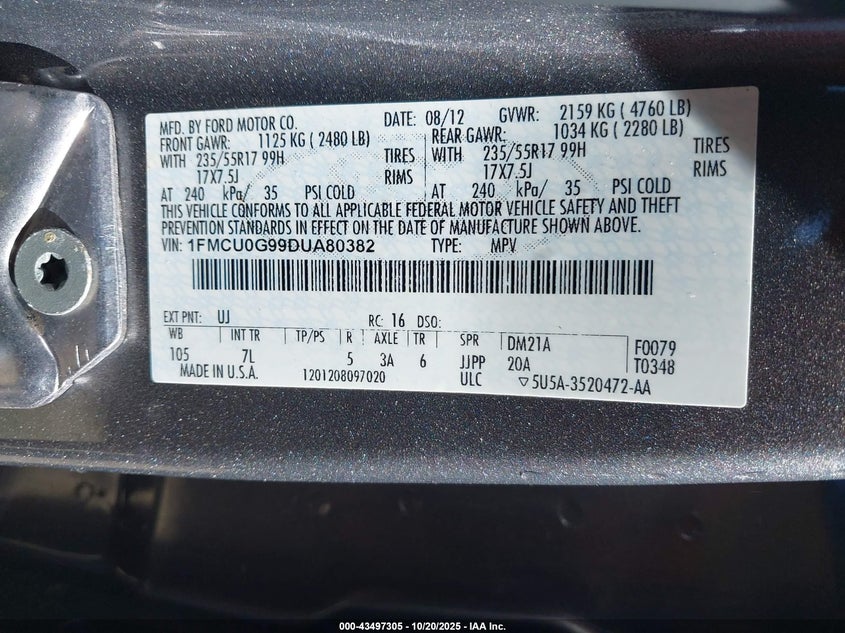 MFD. BY FORD MOTOR CO.
DATE: 08/12 GVWR: 2159 KG ( 4760 LB)
FRONT GAWR: 1125 KG ( 2480 LB)
REAR GAWR: 1034 KG ( 2280 LB)
WITH 235/55R17 99H TIRES
WITH 235/55R17 99H TIRES
17X7.5J RIMS
17X7.5J RIMS
AT 240 kPa/ 35 PSI COLD
AT 240 kPa/ 35 PSI COLD
THIS VEHICLE CONFORMS TO ALL APPLICABLE FEDERAL MOTOR VEHICLE SAFETY AND THEFT
PREVENTION STANDARDS IN EFFECT ON THE DATE OF MANUFACTURE SHOWN ABOVE.
VIN: 1FMCU0G99DUA80382 TYPE: MPV
EXT PNT: UJ RC: 16 DSO:
WB INT TR TP/PS R AXLE TR SPR DM21A F0079
105 7L 5 3A 6 JJPP 20A T0348
MADE IN U.S.A. 1201208097020 ULC ▽5U5A-3520472-AA
000-43497305 - 10/20/2025 - IAA Inc.